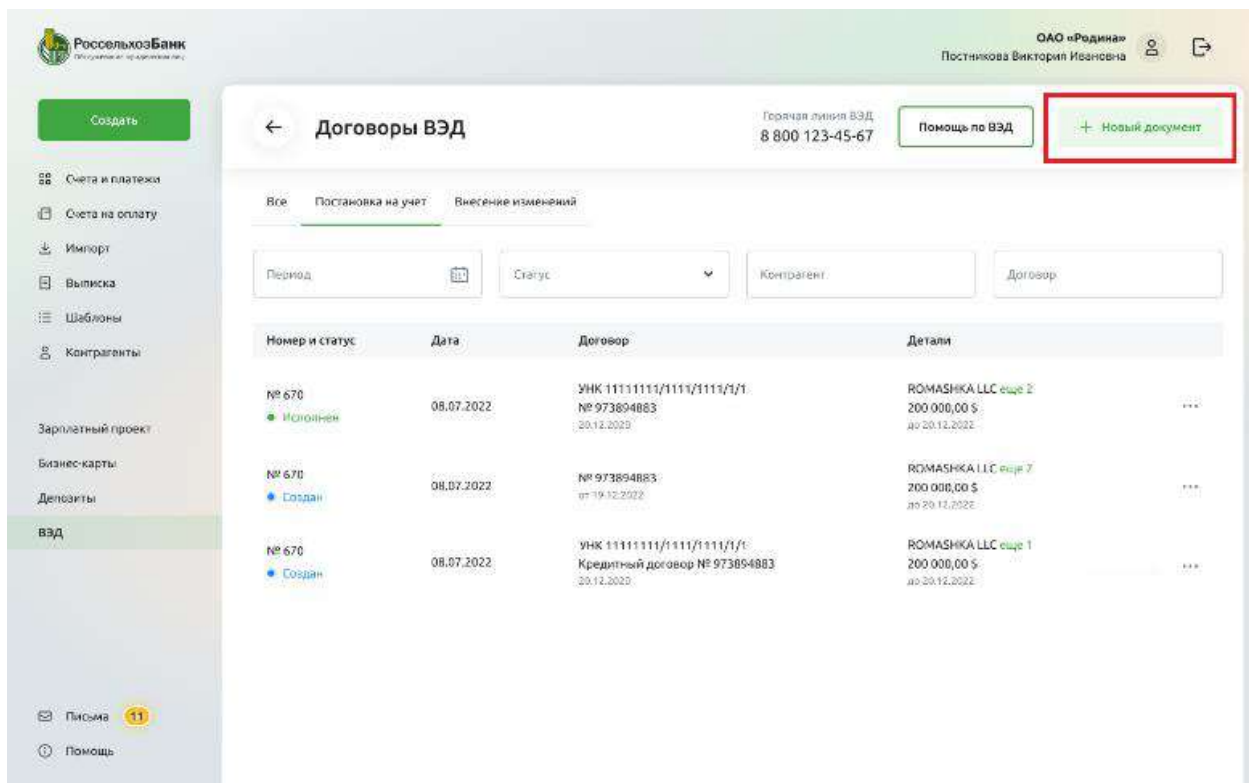 РоссельхозБанк
ОАО «Родина»
Постникова Виктория Ивановна
Создать
Договоры ВЭД
Горячая линия ВЭД
8 800 123-45-67
Помощь по ВЭД
+ Новый документ
Счета и платежи
Счета на оплату
Импорт
Выписка
Шаблоны
Контрагенты
Зарплатный проект
Бизнес-карты
Депозиты
ВЭД
Письма 11
Помощь
Все Постановка на учет Внесение изменений
Период Статус Контрагент Договор
Номер и статус Дата Договор Детали
№ 670
Исполнен
08.07.2022
УНК 11111111/1111/1111/1/1
№ 973894883
20.12.2020
ROMASHKA LLC еще 2
200 000,00 $
до 20.12.2022
№ 670
Создан
08.07.2022
№ 973894883
от 19.12.2022
ROMASHKA LLC еще 2
200 000,00 $
до 20.12.2022
№ 670
Создан
08.07.2022
УНК 11111111/1111/1111/1/1
Кредитный договор № 973894883
20.12.2020
ROMASHKA LLC еще 1
200 000,00 $
до 20.12.2022